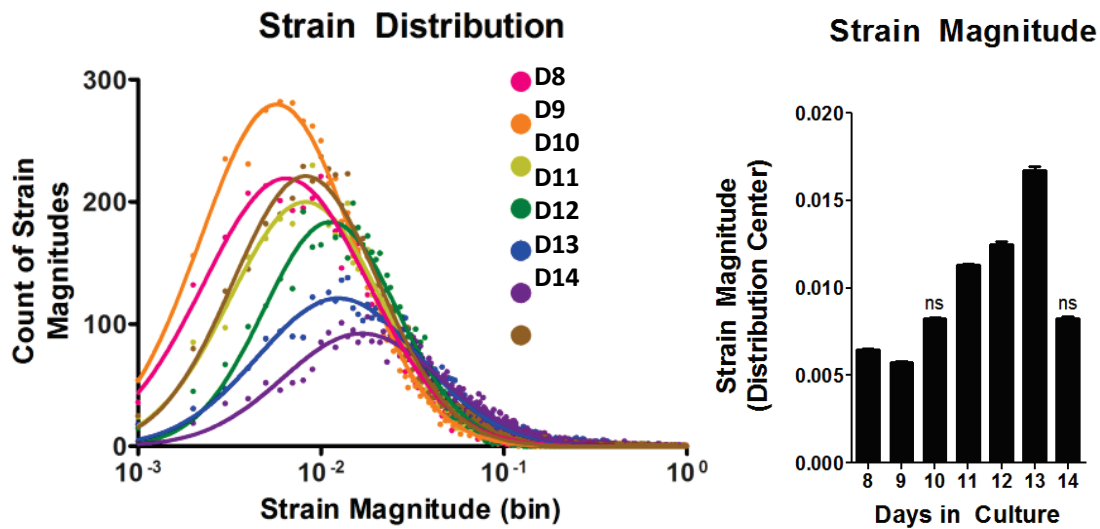 Strain Distribution
300
200
100
0
Count of Strain
Magnitudes
10-3
10-2
10-1
100
Strain Magnitude (bin)
D8
D9
D10
D11
D12
D13
D14
Strain Magnitude
0.020
0.015
0.010
0.005
0.000
Strain Magnitude
(Distribution Center)
ns
ns
8 9 10 11 12 13 14
Days in Culture